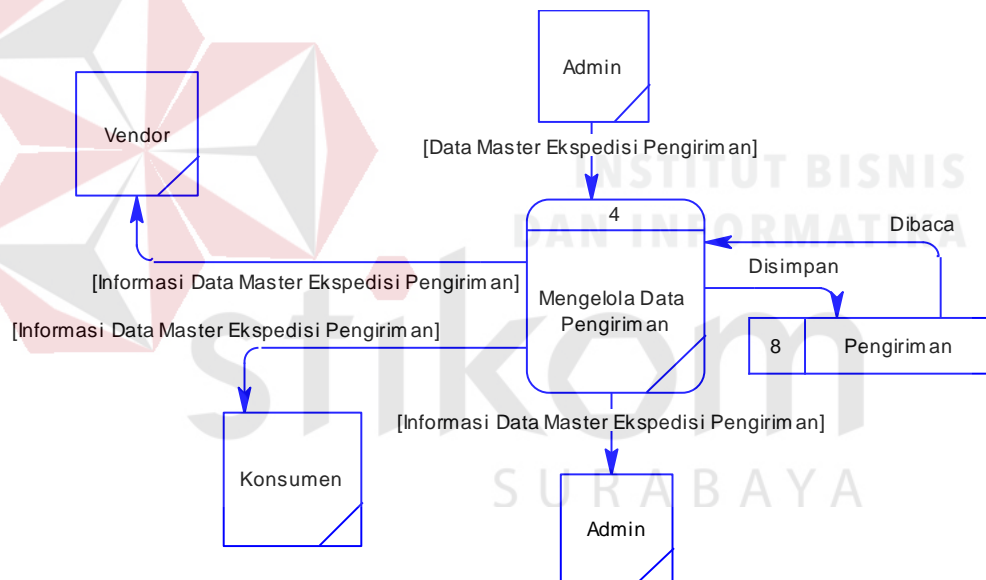 Admin
Vendor
[Data Master Ekspedisi Pengiriman]
INSTITUT BISNIS
DAN INFORMATIKA
4
Dibaca
Disimpan
[Informasi Data Master Ekspedisi Pengiriman]
Mengelola Data
Pengiriman
[Informasi Data Master Ekspedisi Pengiriman]
8
Pengiriman
stikom
[Informasi Data Master Ekspedisi Pengiriman]
Konsumen
SURABAYA
Admin